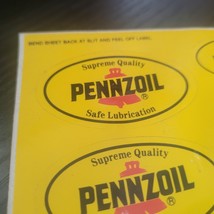 BEND SHEET BACK AT SLIT AND PEEL OFF LABEL
Supreme Quality
PENNZOIL
®
Safe Lubrication
Supreme Quality
PENNZOIL
®